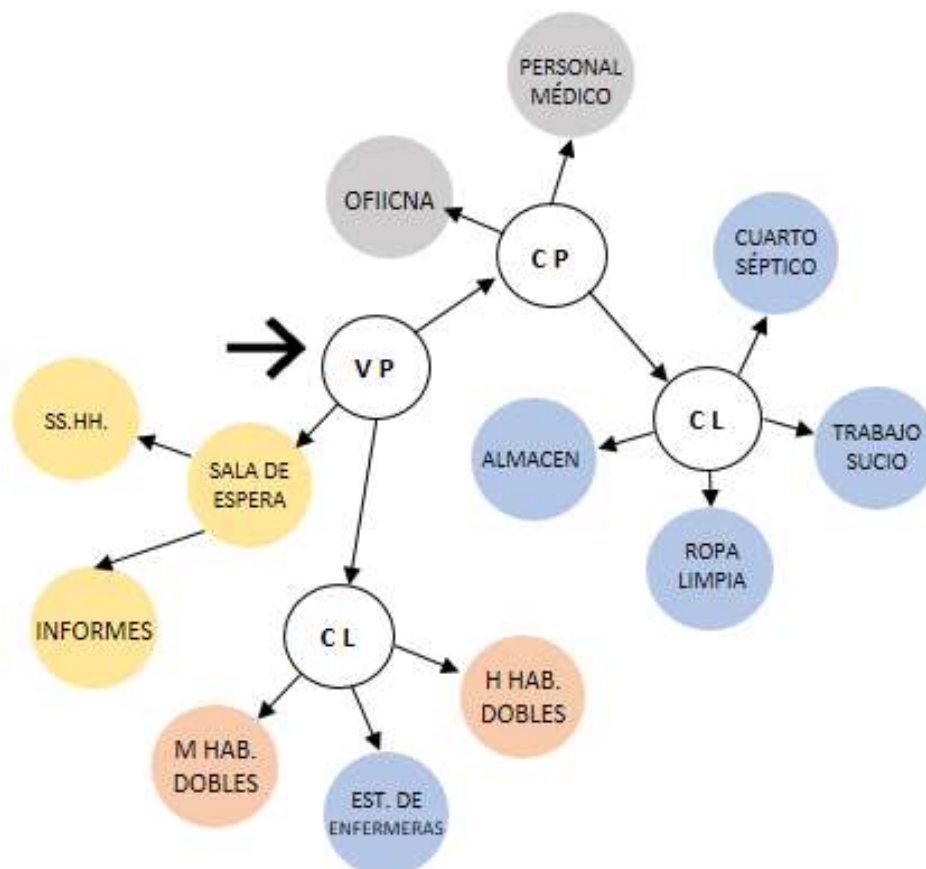 PERSONAL
MÉDICO
OFIICNA
C P
CUARTO
SÉPTICO
V P
SS.HH.
C L
TRABAJO
SUCIO
ALMACEN
SALA DE
ESPERA
ROPA
LIMPIA
INFORMES
C L
H HAB.
DOBLES
M HAB.
DOBLES
EST. DE
ENFERMERAS